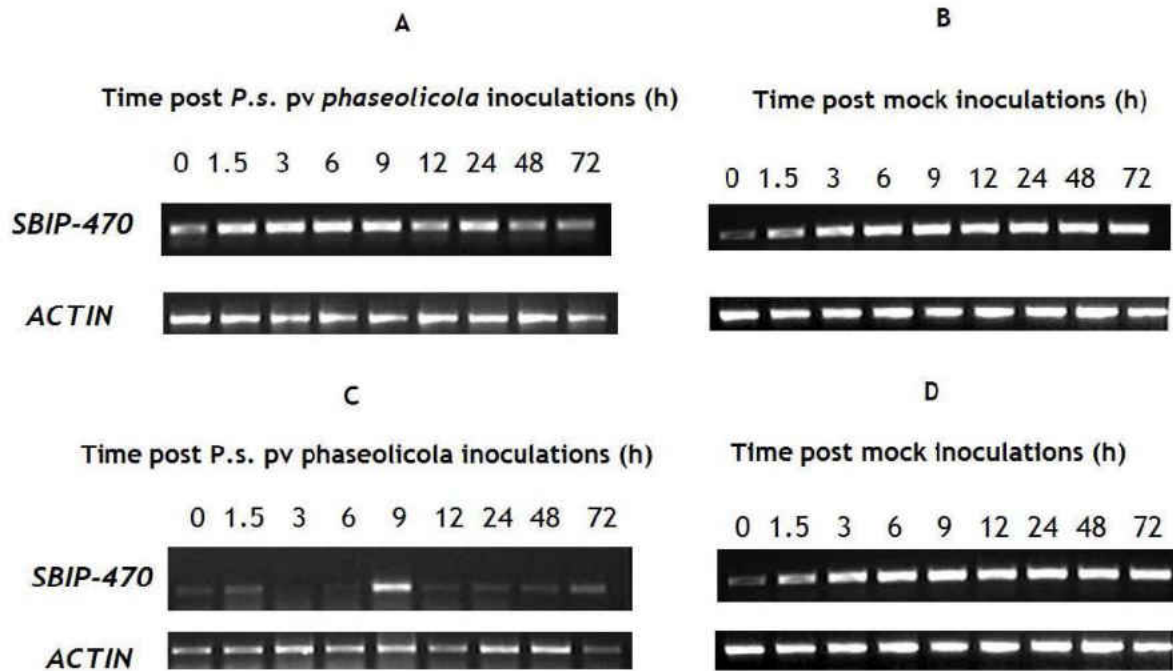 A
Time post P.s. pv phaseolicola inoculations (h)
0 1.5 3 6 9 12 24 48 72
SBIP-470
ACTIN
B
Time post mock inoculations (h)
0 1.5 3 6 9 12 24 48 72
C
Time post P.s. pv phaseolicola inoculations (h)
0 1.5 3 6 9 12 24 48 72
SBIP-470
ACTIN
D
Time post mock inoculations (h)
0 1.5 3 6 9 12 24 48 72